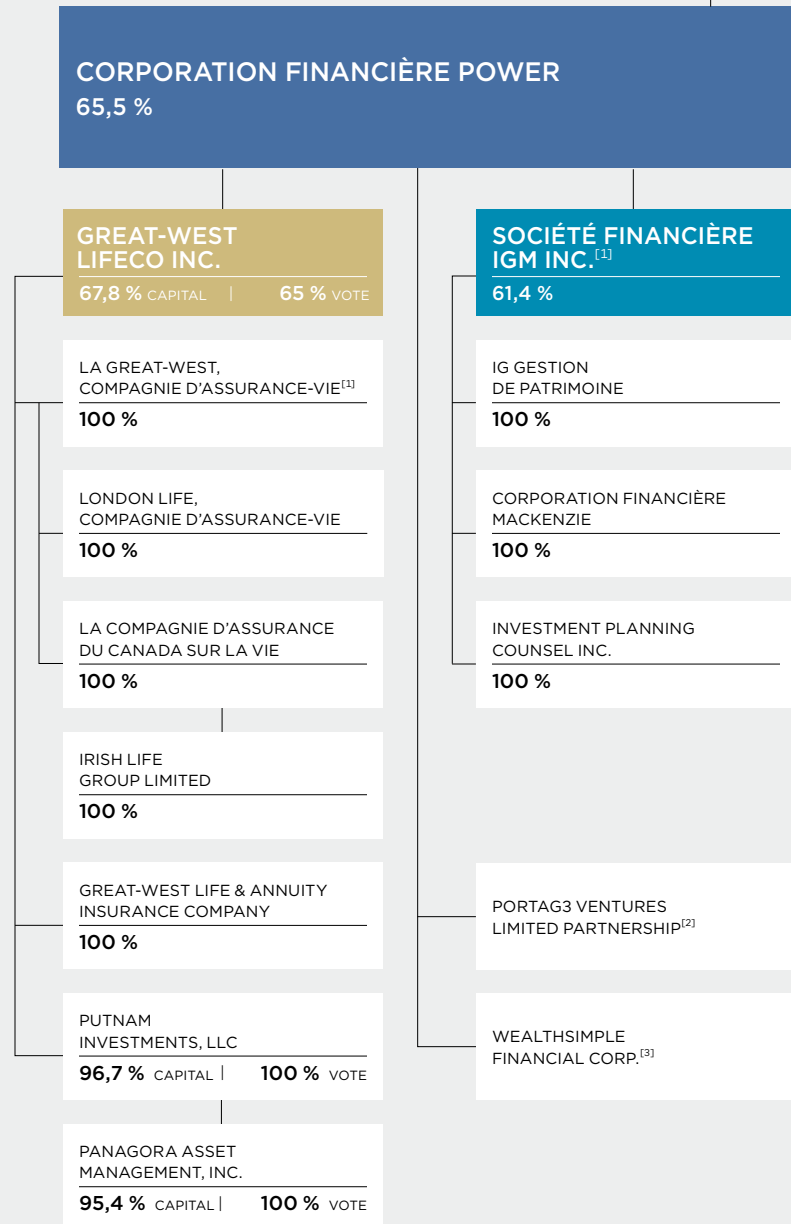 CORPORATION FINANCIÈRE POWER
65,5 %
GREAT-WEST
LIFECO INC.
67,8 % CAPITAL | 65 % VOTE
LA GREAT-WEST,
COMPAGNIE D'ASSURANCE-VIE[1]
100 %
LONDON LIFE,
COMPAGNIE D'ASSURANCE-VIE
100 %
LA COMPAGNIE D'ASSURANCE
DU CANADA SUR LA VIE
100 %
IRISH LIFE
GROUP LIMITED
100 %
GREAT-WEST LIFE & ANNUITY
INSURANCE COMPANY
100 %
PUTNAM
INVESTMENTS, LLC
96,7 % CAPITAL | 100 % VOTE
PANAGORA ASSET
MANAGEMENT, INC.
95,4 % CAPITAL | 100 % VOTE
SOCIÉTÉ FINANCIÈRE
IGM INC.[1]
61,4 %
IG GESTION
DE PATRIMOINE
100 %
CORPORATION FINANCIÈRE
MACKENZIE
100 %
INVESTMENT PLANNING
COUNSEL INC.
100 %
PORTAG3 VENTURES
LIMITED PARTNERSHIP[2]
WEALTHSIMPLE
FINANCIAL CORP.[3]